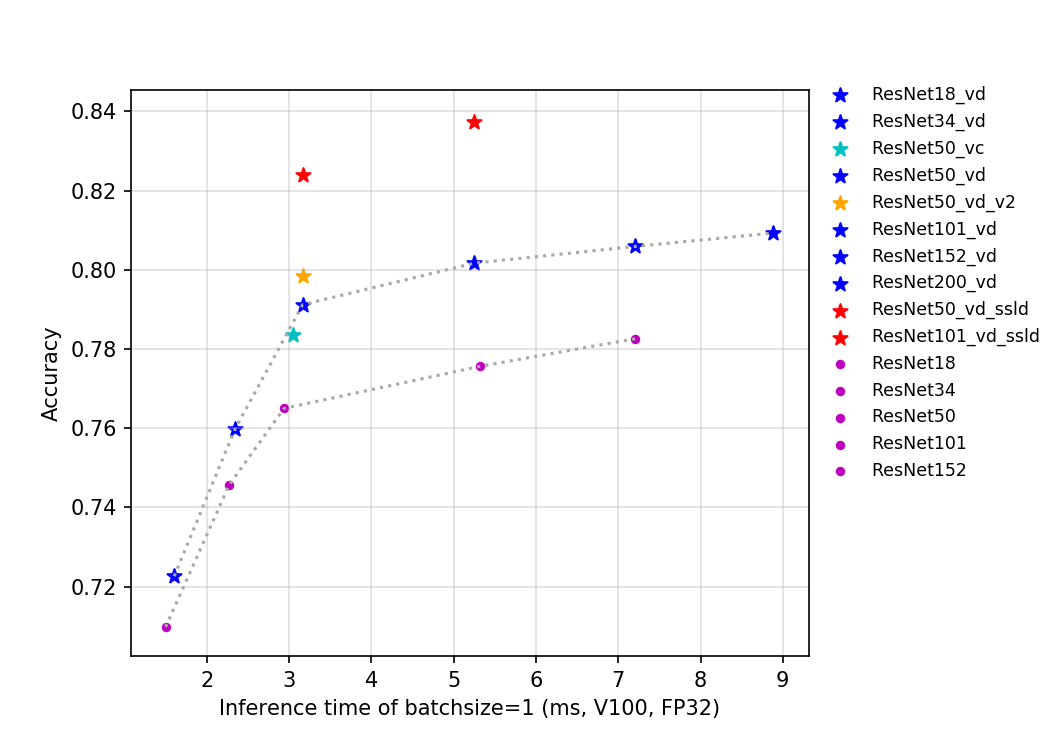 0.84
0.82
0.80
0.78
0.76
0.74
0.72
Accuracy
2 3 4 5 6 7 8 9
Inference time of batchsize=1 (ms, V100, FP32)
ResNet18_vd
ResNet34_vd
ResNet50_vc
ResNet50_vd
ResNet50_vd_v2
ResNet101_vd
ResNet152_vd
ResNet200_vd
ResNet50_vd_ssld
ResNet101_vd_ssld
ResNet18
ResNet34
ResNet50
ResNet101
ResNet152